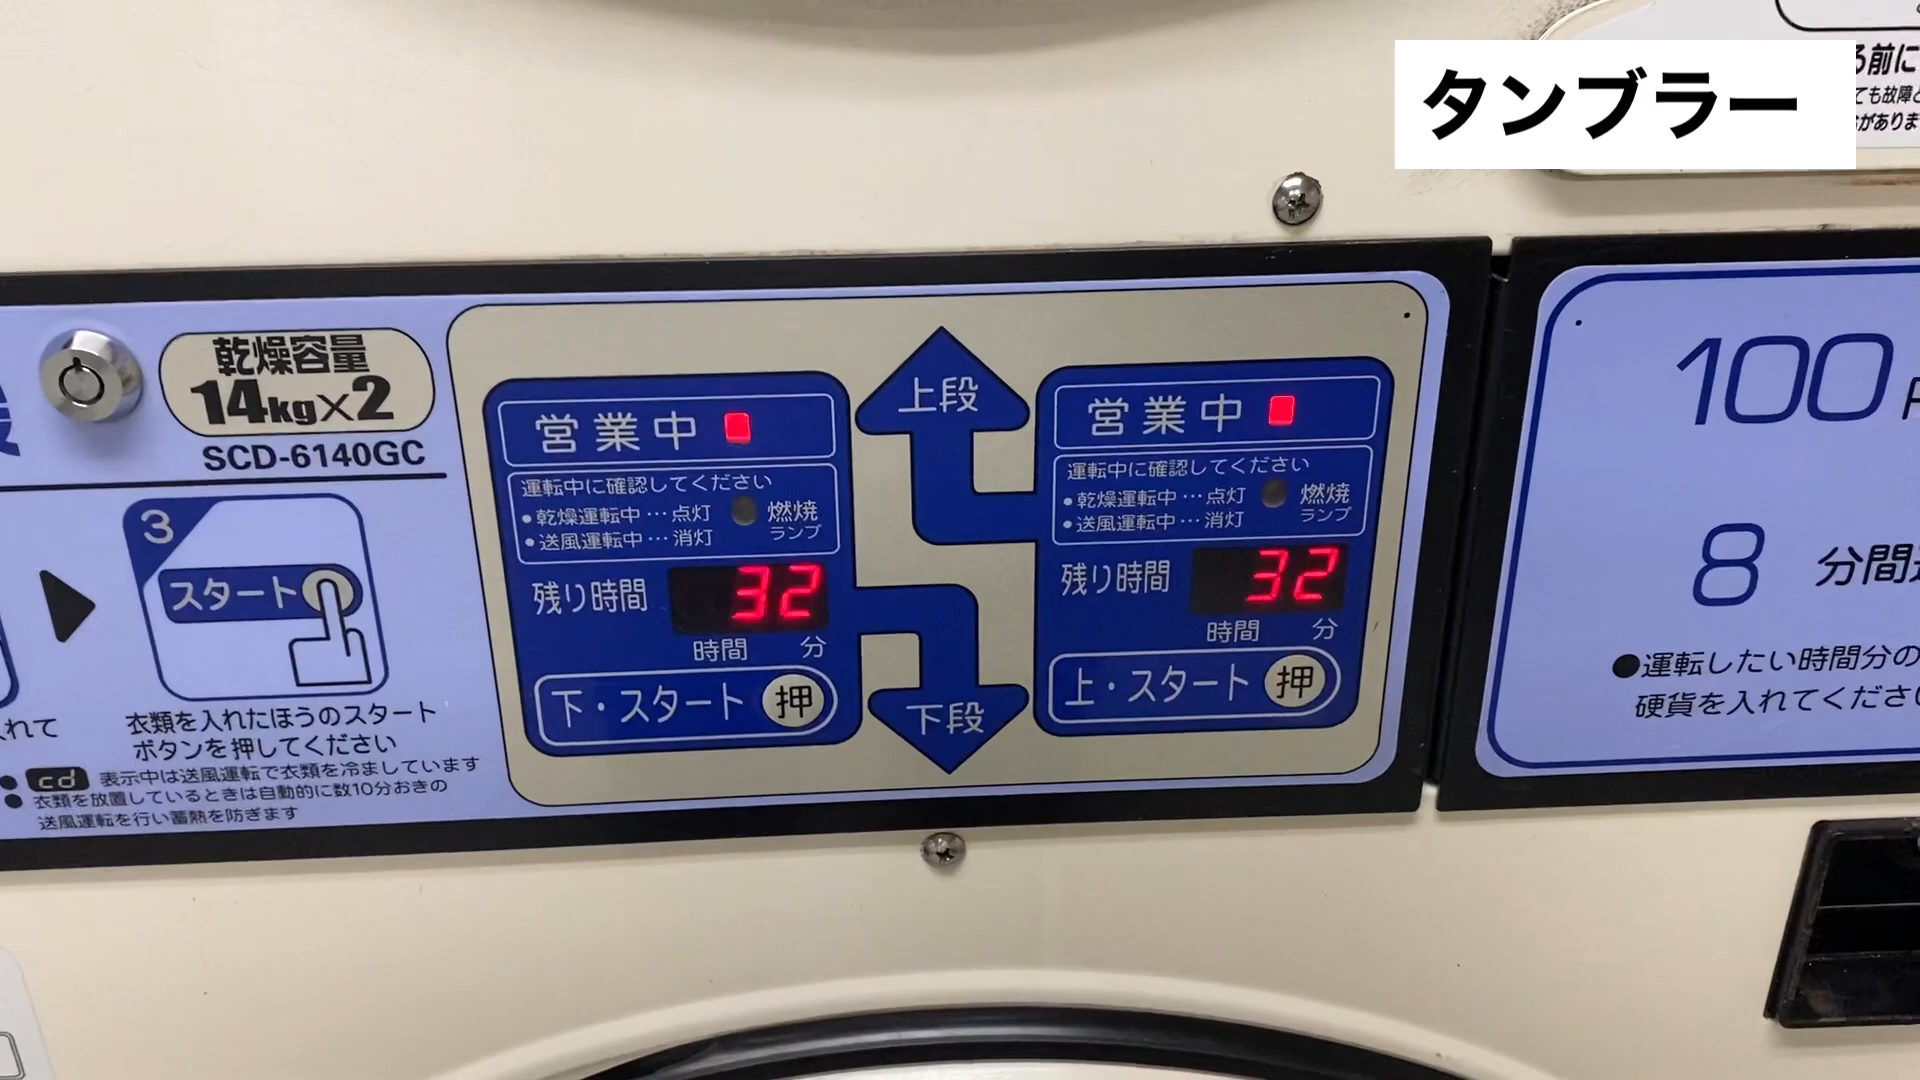 タンブラー
る前に
ても故障と
がありま
乾燥容量
14kg×2
SCD-6140GC
3
スタート
れて
衣類を入れたほうのスタート
ボタンを押してください
● cd 表示中は送風運転で衣類を冷ましています
● 衣類を放置しているときは自動的に数10分おきの
送風運転を行い蓄熱を防ぎます
営業中
運転中に確認してください
●乾燥運転中…点灯
●送風運転中…消灯
燃焼
ランプ
残り時間 32
時間 分
下・スタート 押
上段
下段
営業中
運転中に確認してください
●乾燥運転中…点灯
●送風運転中…消灯
燃焼
ランプ
残り時間 32
時間 分
上・スタート 押
100
8 分間
●運転したい時間分の
硬貨を入れてください